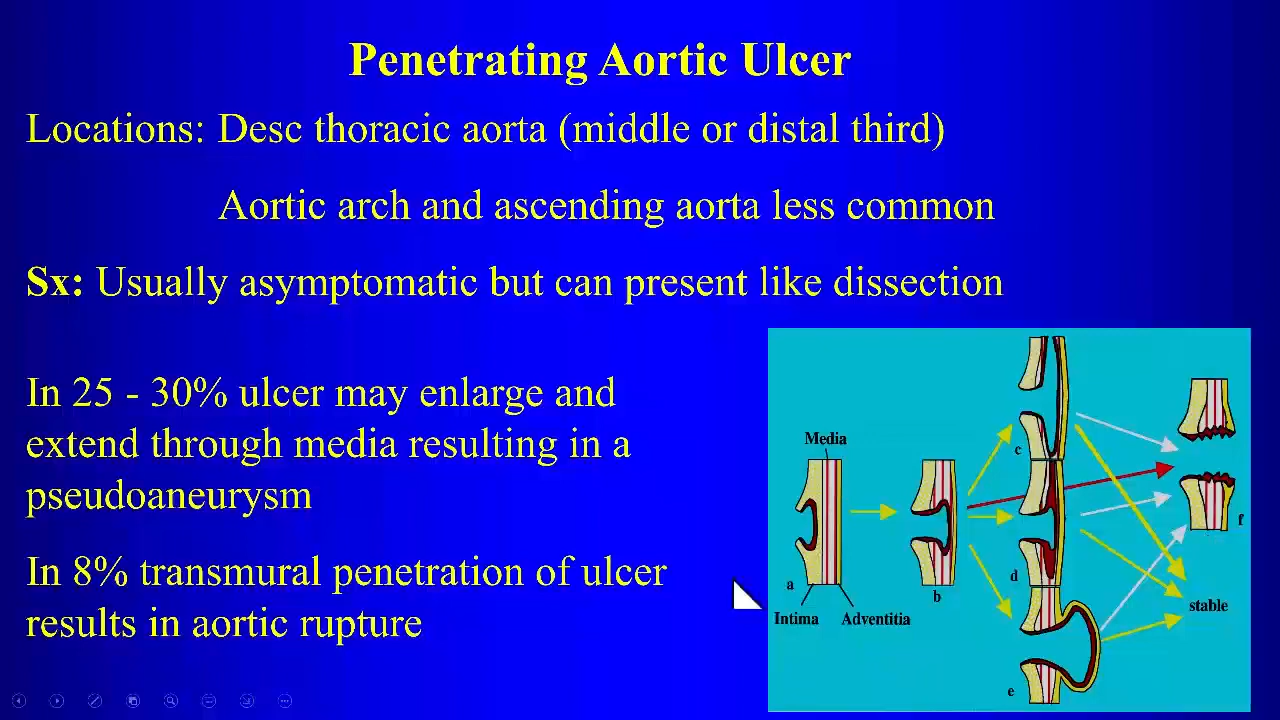 Penetrating Aortic Ulcer
Locations: Desc thoracic aorta (middle or distal third)
Aortic arch and ascending aorta less common
Sx: Usually asymptomatic but can present like dissection
In 25 - 30% ulcer may enlarge and
extend through media resulting in a
pseudoaneurysm
In 8% transmural penetration of ulcer
results in aortic rupture
Media
a
Intima
Adventitia
b
c
d
e
f
stable